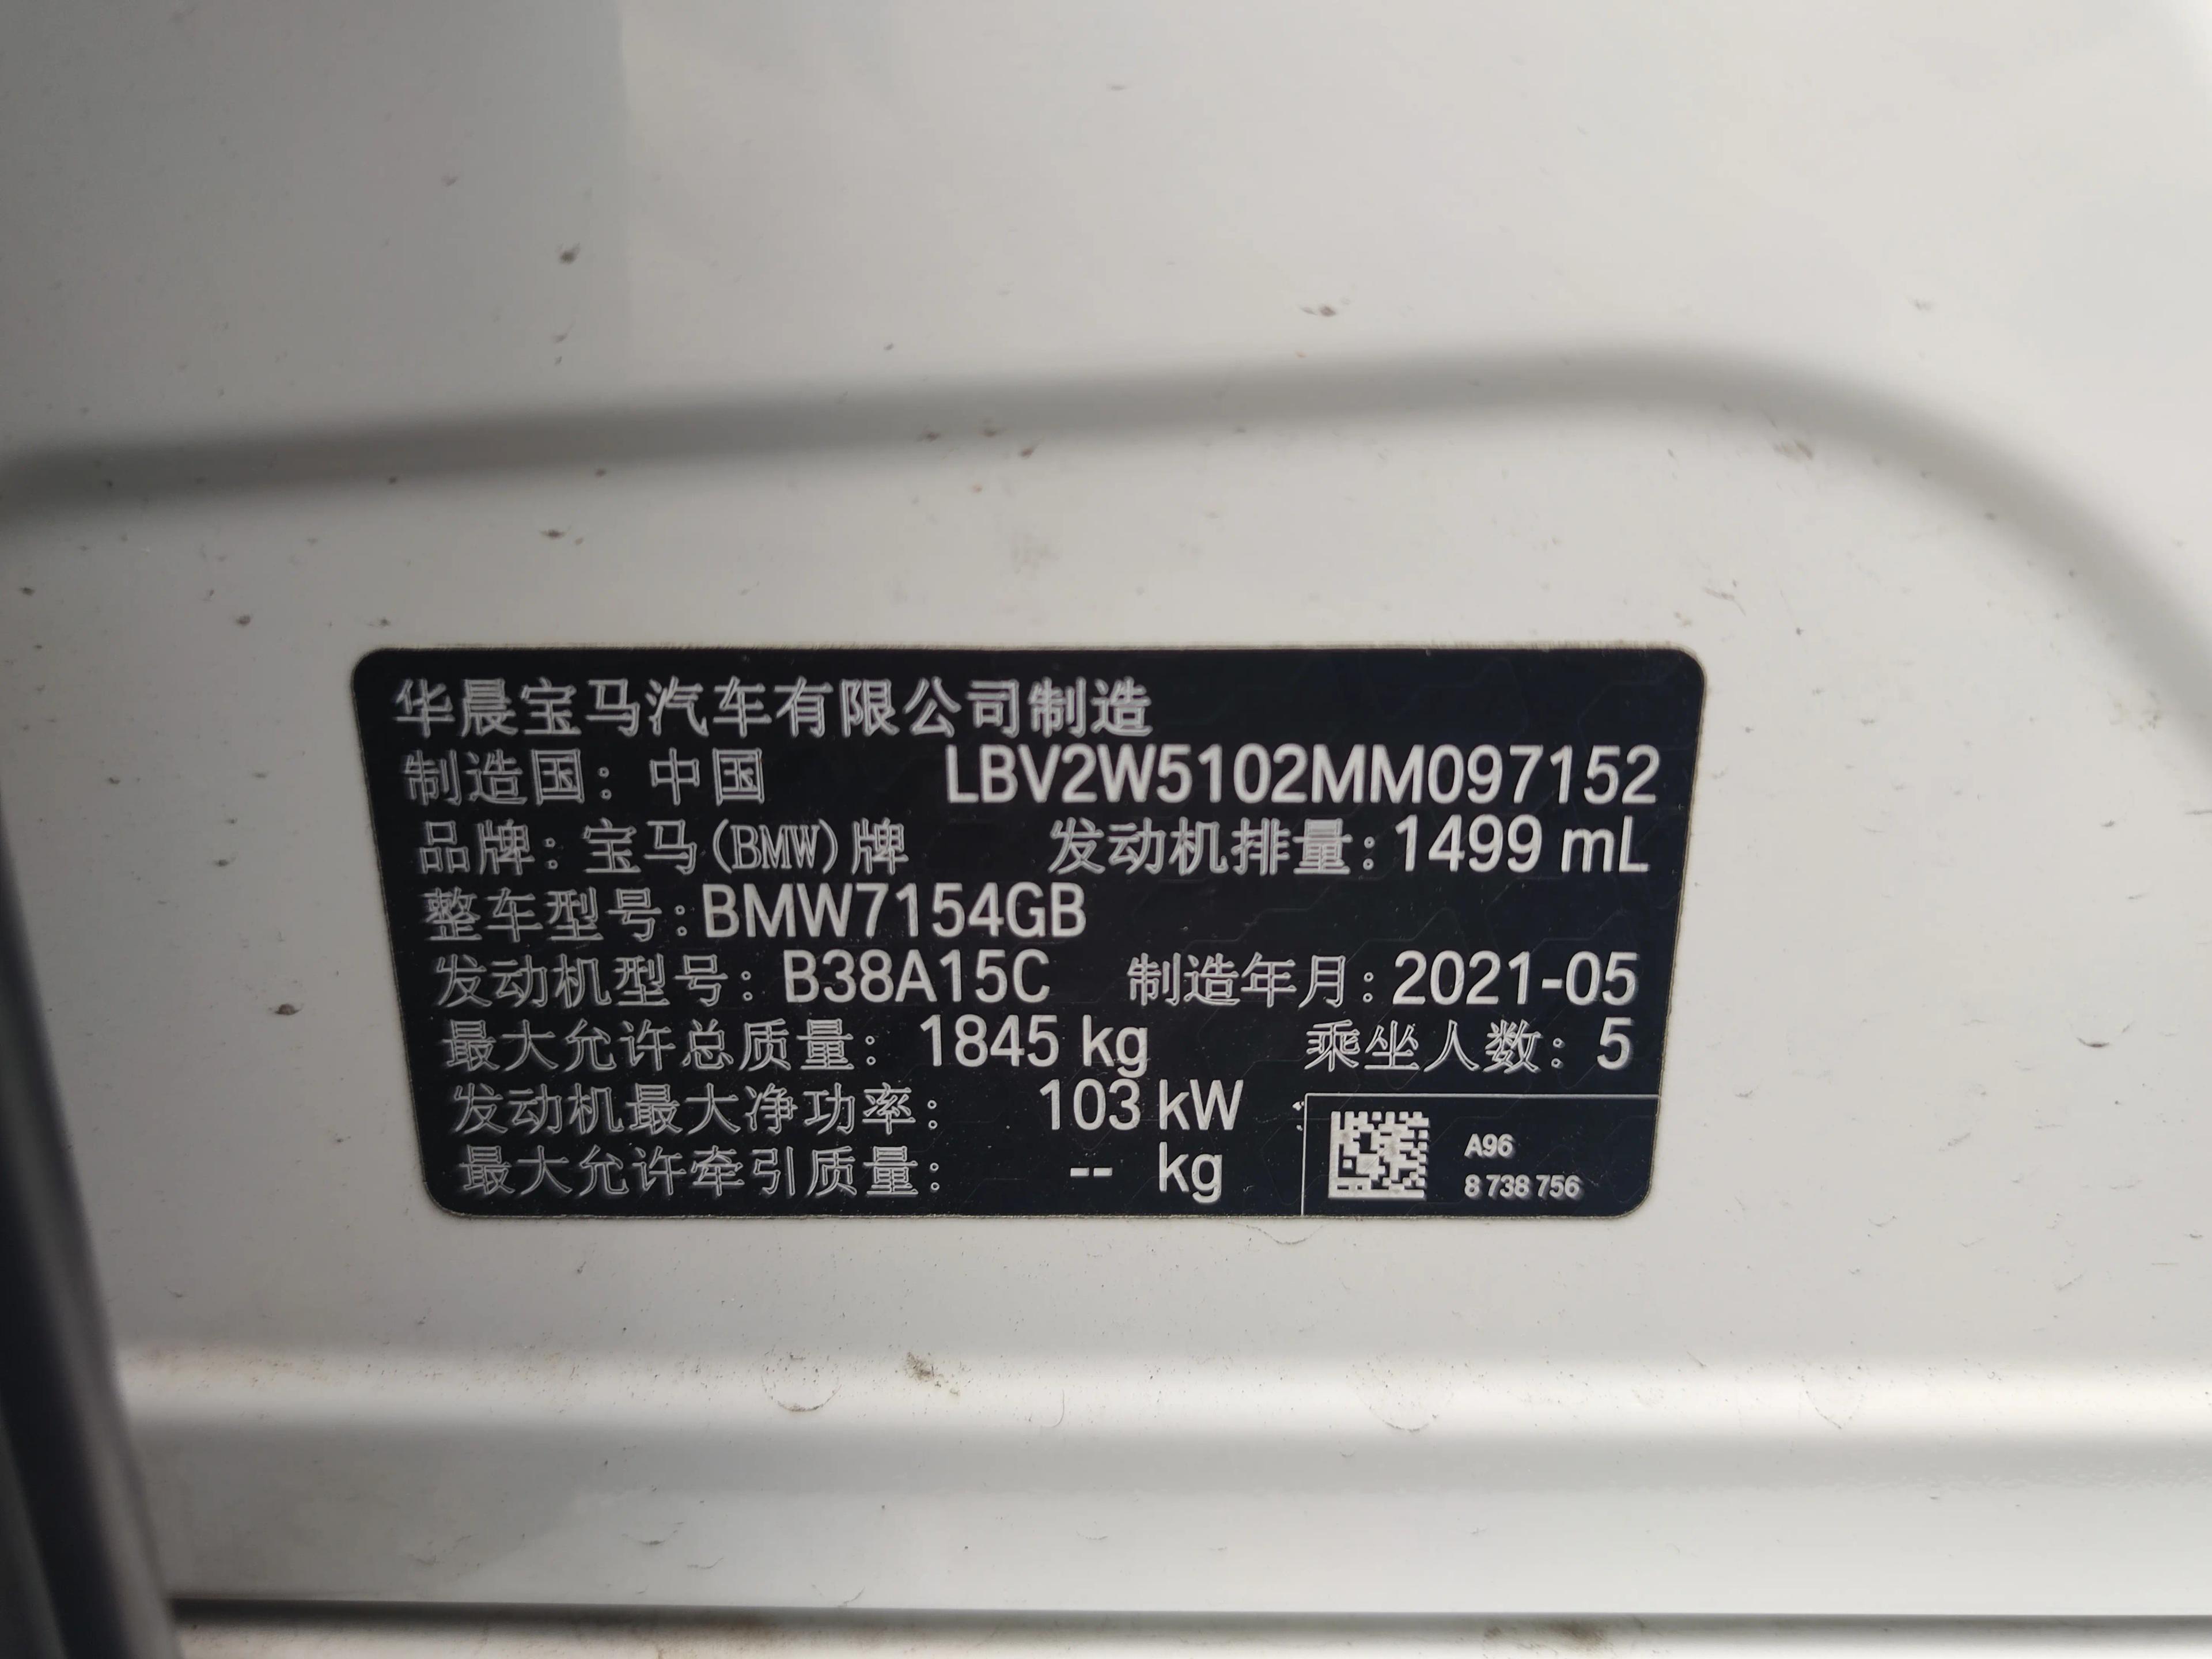 华晨宝马汽车有限公司制造
制造国：中国 LBV2W5102MM097152
品牌：宝马(BMW)牌 发动机排量：1499 mL
整车型号：BMW7154GB
发动机型号：B38A15C 制造年月：2021-05
最大允许总质量：1845 kg 乘坐人数：5
发动机最大净功率：103 kW
最大允许牵引质量：-- kg
A96
8 738 756